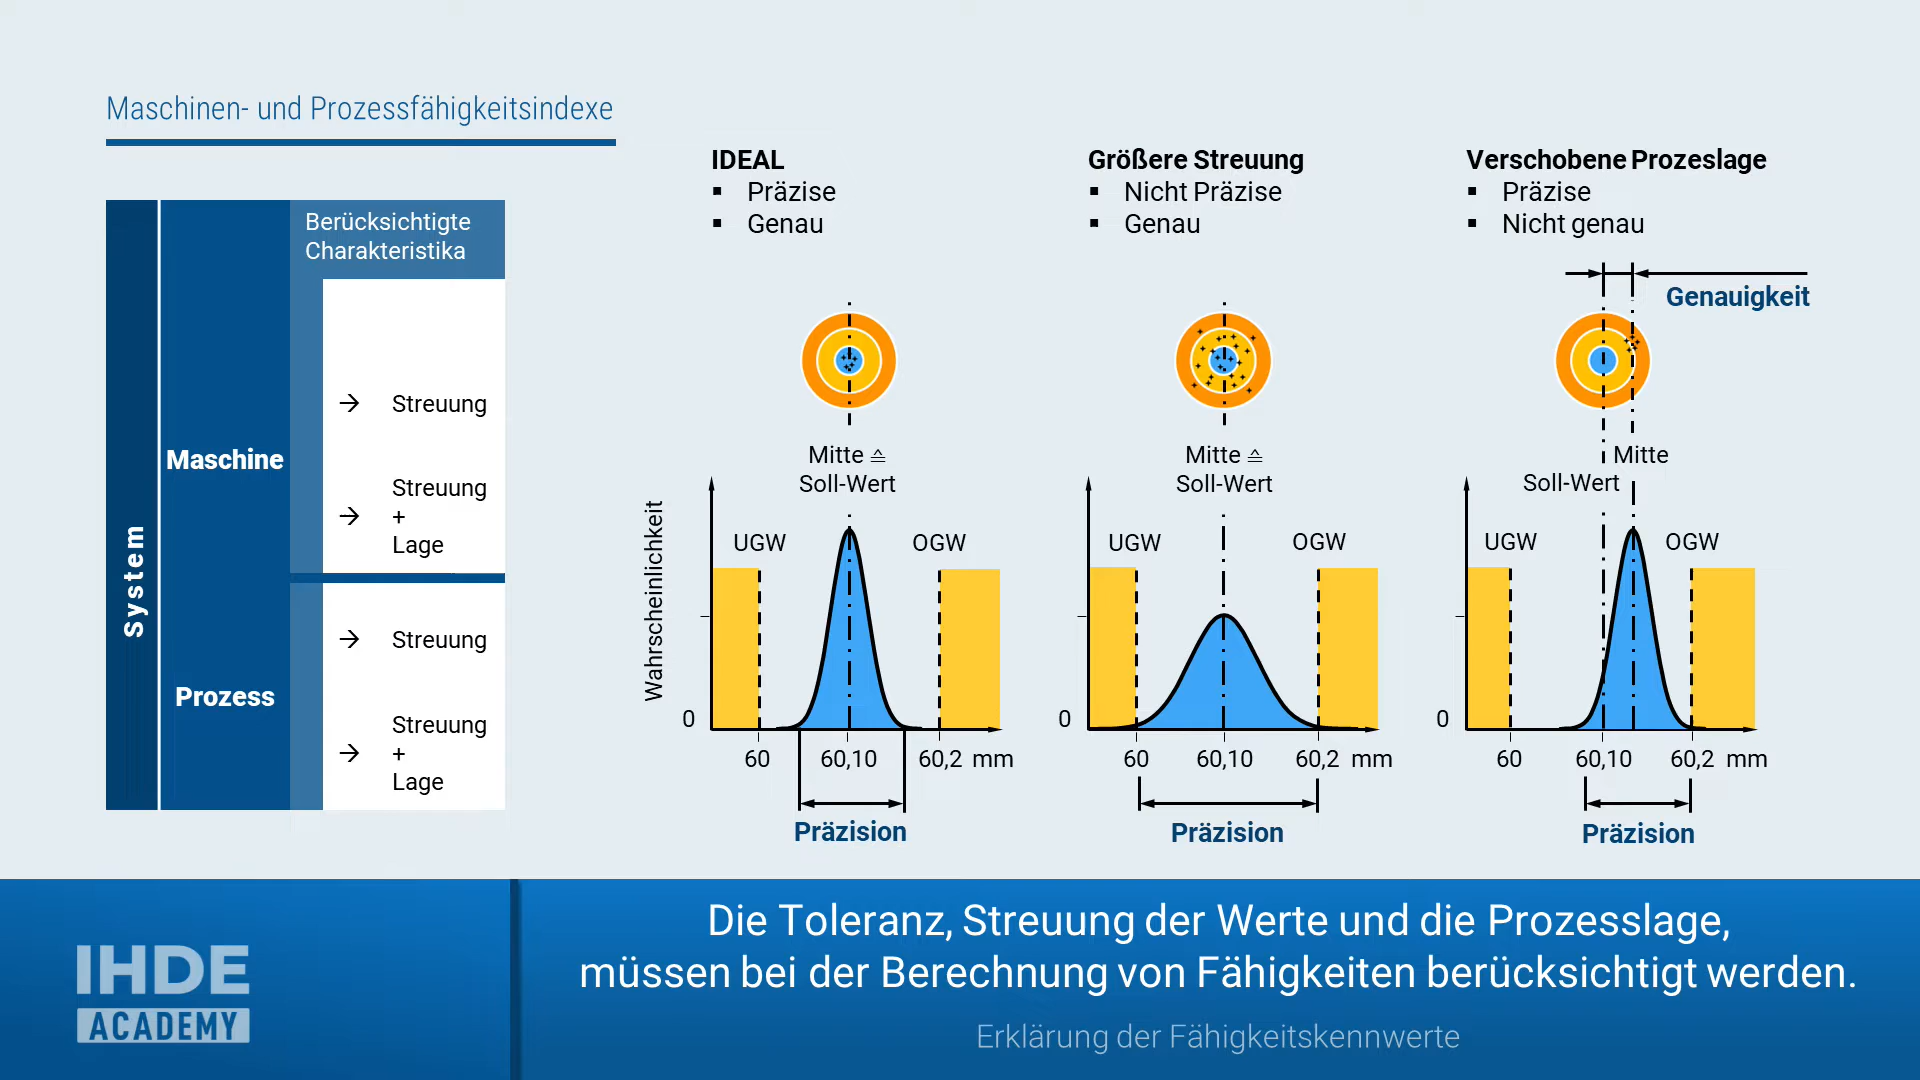 Maschinen- und Prozessfähigkeitsindexe
System
Maschine
Prozess
Berücksichtigte
Charakteristika
→ Streuung
→ Streuung
+
Lage
→ Streuung
→ Streuung
+
Lage
IDEAL
▪ Präzise
▪ Genau
Mitte ≙
Soll-Wert
Wahrscheinlichkeit
UGW
OGW
0
60
60,10
60,2 mm
Präzision
Größere Streuung
▪ Nicht Präzise
▪ Genau
Mitte ≙
Soll-Wert
UGW
OGW
0
60
60,10
60,2 mm
Präzision
Verschobene Prozeslage
▪ Präzise
▪ Nicht genau
Genauigkeit
Mitte
Soll-Wert
UGW
OGW
0
60
60,10
60,2 mm
Präzision
IHDE
ACADEMY
Die Toleranz, Streuung der Werte und die Prozesslage,
müssen bei der Berechnung von Fähigkeiten berücksichtigt werden.
Erklärung der Fähigkeitskennwerte